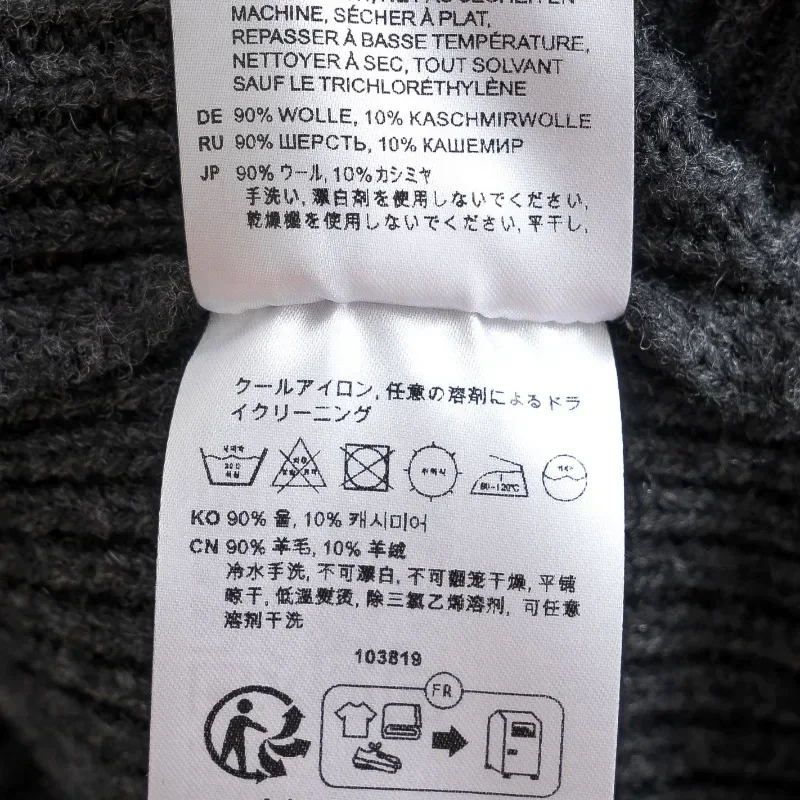 MACHINE, SÉCHER À PLAT,
REPASSER À BASSE TEMPÉRATURE,
NETTOYER À SEC, TOUT SOLVANT
SAUF LE TRICHLORÉTHYLÈNE
DE 90% WOLLE, 10% KASCHMIRWOLLE
RU 90% ШЕРСТЬ, 10% КАШЕМИР
JP 90% ウール, 10%カシミヤ
手洗い, 漂白剤を使用しないでください,
乾燥機を使用しないでください, 平干し,
クールアイロン, 任意の溶剤によるドラ
イクリーニング
30℃
80~120℃
KO 90% 울, 10% 캐시미어
CN 90% 羊毛, 10% 羊绒
冷水手洗, 不可漂白, 不可翻笼干燥, 平铺
晾干, 低温熨烫, 除三氯乙烯溶剂, 可任意
溶剂干洗
103819
FR